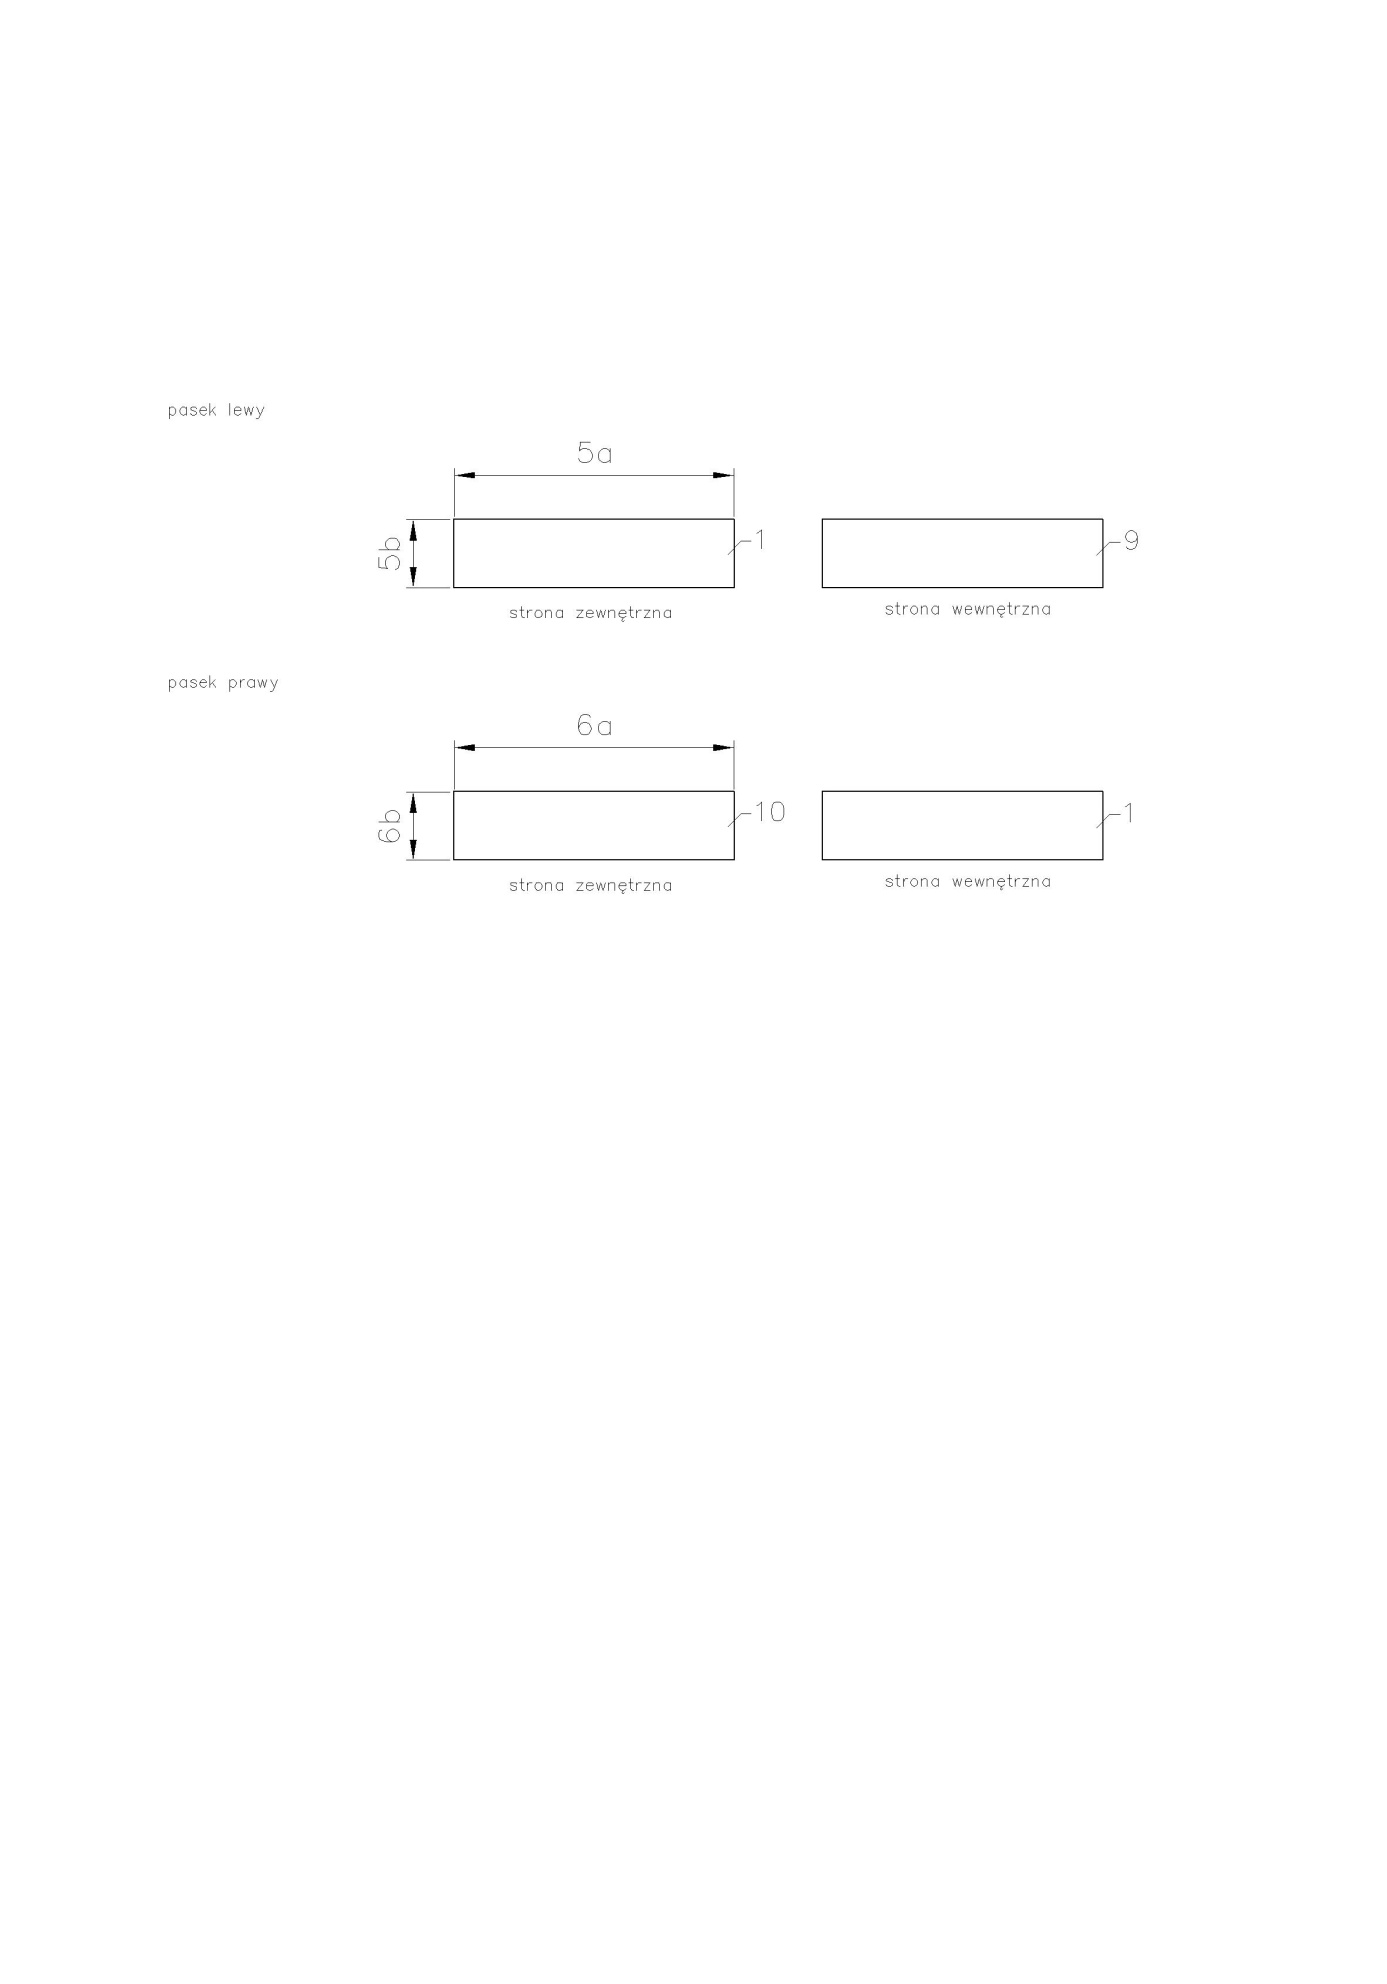 pasek lewy
5a
5b
1
9
strona zewnętrzna
strona wewnętrzna
pasek prawy
6a
6b
10
1
strona zewnętrzna
strona wewnętrzna